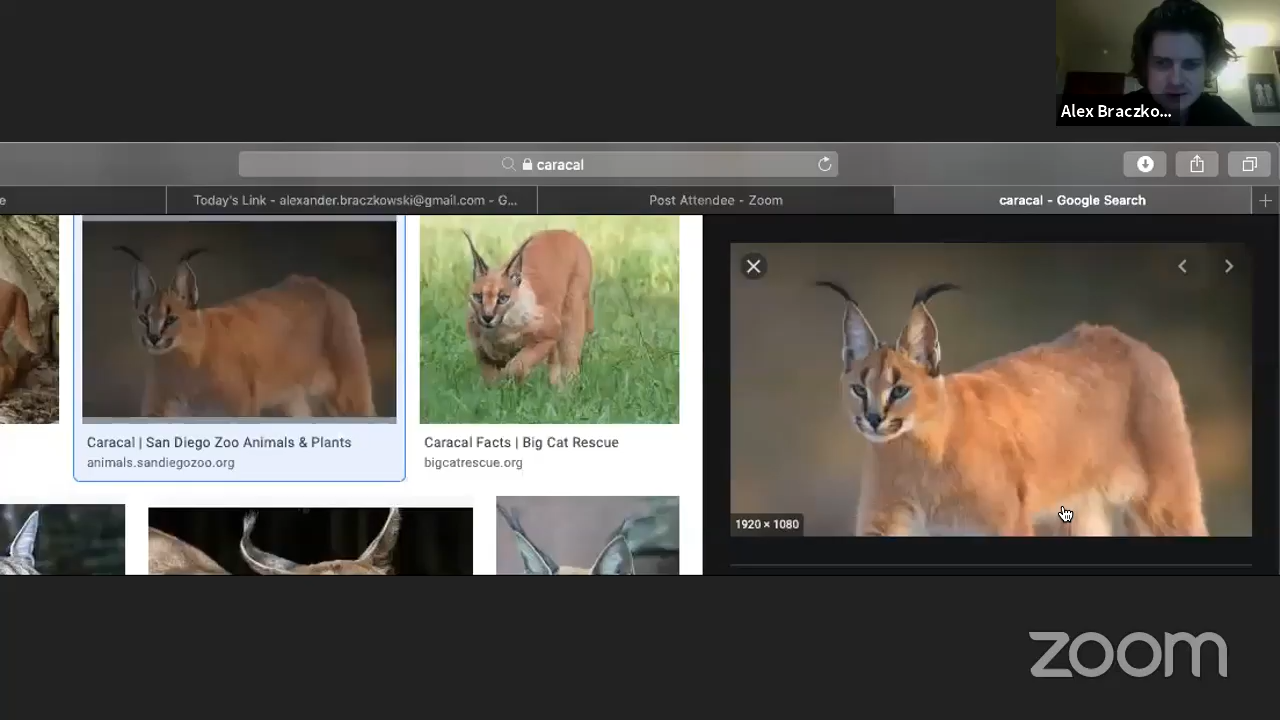 Alex Braczko...
caracal
e
Today's Link - alexander.braczkowski@gmail.com - G...
Post Attendee - Zoom
caracal - Google Search
Caracal | San Diego Zoo Animals & Plants
animals.sandiegozoo.org
Caracal Facts | Big Cat Rescue
bigcatrescue.org
1920 × 1080
zoom